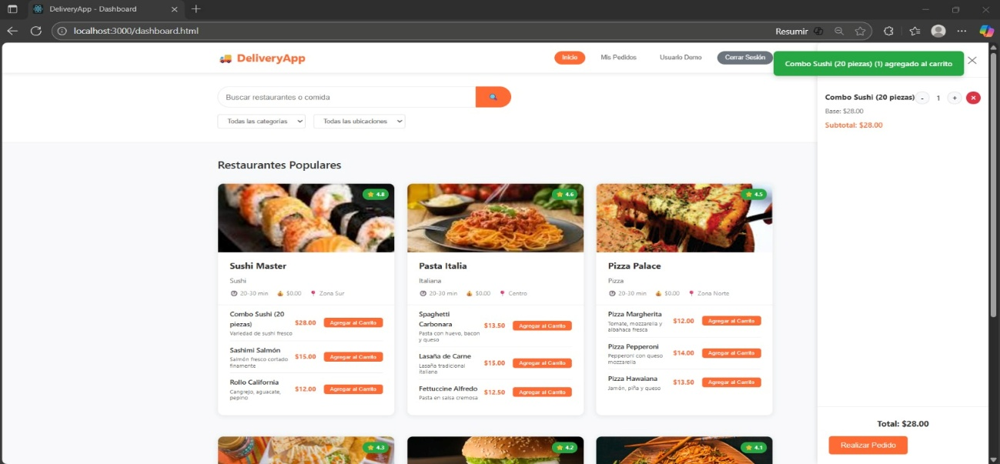 DeliveryApp - Dashboard
localhost:3000/dashboard.html
Resumir
DeliveryApp
Inicio
Mis Pedidos
Usuario Demo
Cerrar Sesión
Combo Sushi (20 piezas) (1) agregado al carrito
Buscar restaurantes o comida
Todas las categorías
Todas las ubicaciones
Combo Sushi (20 piezas)
-
1
+
Base: $28.00
Subtotal: $28.00
Restaurantes Populares
4.8
Sushi Master
Sushi
20-30 min
$0.00
Zona Sur
Combo Sushi (20
piezas)
Variedad de sushi fresco
$28.00
Agregar al Carrito
Sashimi Salmón
Salmón fresco cortado
finamente
$15.00
Agregar al Carrito
Rollo California
Cangrejo, aguacate,
pepino
$12.00
Agregar al Carrito
4.6
Pasta Italia
Italiana
20-30 min
$0.00
Centro
Spaghetti
Carbonara
Pasta con huevo, bacon
y queso
$13.50
Agregar al Carrito
Lasaña de Carne
Lasaña tradicional
italiana
$15.00
Agregar al Carrito
Fettuccine Alfredo
Pasta en salsa cremosa
$12.50
Agregar al Carrito
4.5
Pizza Palace
Pizza
20-30 min
$0.00
Zona Norte
Pizza Margherita
Tomate, mozzarella y
albahaca fresca
$12.00
Agregar al Carrito
Pizza Pepperoni
Pepperoni con queso
mozzarella
$14.00
Agregar al Carrito
Pizza Hawaiana
Jamón, piña y queso
$13.50
Agregar al Carrito
4.3
4.2
4.1
Total: $28.00
Realizar Pedido